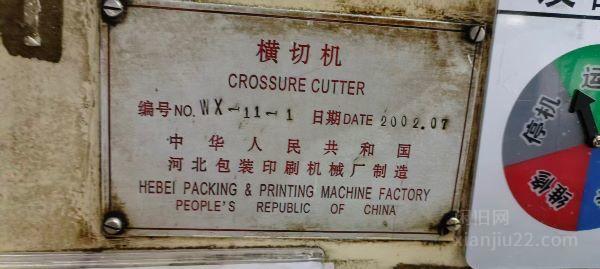 横切机
CROSSURE CUTTER
编号NO. WX-11-1 日期DATE 2002.07
中华人民共和国
河北包装印刷机械厂制造
HEBEI PACKING & PRINTING MACHINE FACTORY
PEOPLE'S REPUBLIC OF CHINA
停机
xianjiu22.com